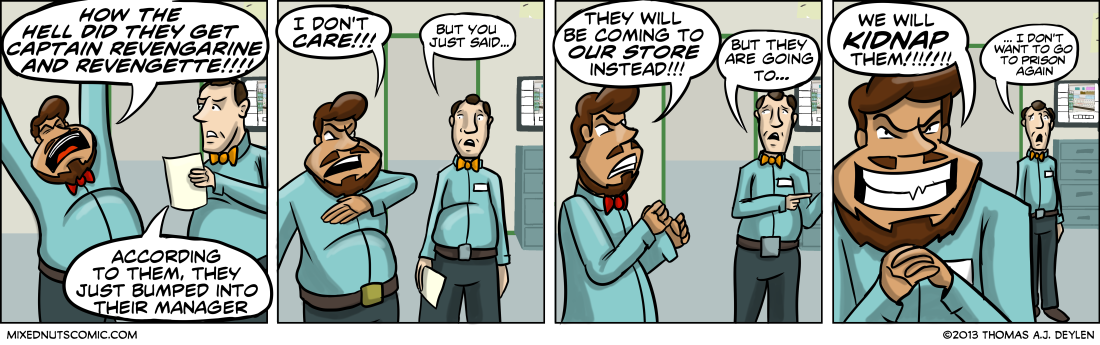 HOW THE
HELL DID THEY GET
CAPTAIN REVENGARINE
AND REVENGETTE!!!!
ACCORDING
TO THEM, THEY
JUST BUMPED INTO
THEIR MANAGER
I DON'T
CARE!!!
BUT YOU
JUST SAID...
THEY WILL
BE COMING TO
OUR STORE
INSTEAD!!!
BUT THEY
ARE GOING
TO...
WE WILL
KIDNAP
THEM!!!!!!!
... I DON'T
WANT TO GO
TO PRISON
AGAIN
MIXEDNUTSCOMIC.COM
©2013 THOMAS A.J. DEYLEN